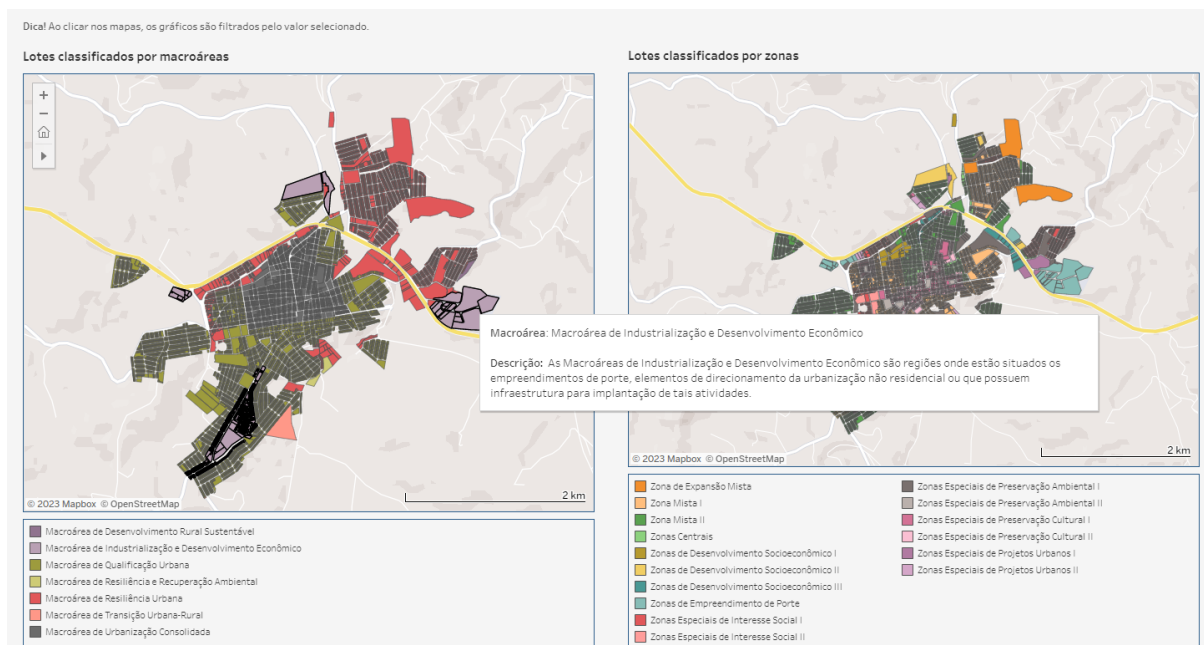 Dica! Ao clicar nos mapas, os gráficos são filtrados pelo valor selecionado.
Lotes classificados por macroáreas
Lotes classificados por zonas
Macroárea: Macroárea de Industrialização e Desenvolvimento Econômico
Descrição: As Macroáreas de Industrialização e Desenvolvimento Econômico são regiões onde estão situados os
empreendimentos de porte, elementos de direcionamento da urbanização não residencial ou que possuem
infraestrutura para implantação de tais atividades.
2 km
© 2023 Mapbox © OpenStreetMap
2 km
© 2023 Mapbox © OpenStreetMap
Macroárea de Desenvolvimento Rural Sustentável
Macroárea de Industrialização e Desenvolvimento Econômico
Macroárea de Qualificação Urbana
Macroárea de Resiliência e Recuperação Ambiental
Macroárea de Resiliência Urbana
Macroárea de Transição Urbana-Rural
Macroárea de Urbanização Consolidada
Zona de Expansão Mista
Zona Mista I
Zona Mista II
Zonas Centrais
Zonas de Desenvolvimento Socioeconômico I
Zonas de Desenvolvimento Socioeconômico II
Zonas de Desenvolvimento Socioeconômico III
Zonas de Empreendimento de Porte
Zonas Especiais de Interesse Social I
Zonas Especiais de Interesse Social II
Zonas Especiais de Preservação Ambiental I
Zonas Especiais de Preservação Ambiental II
Zonas Especiais de Preservação Cultural I
Zonas Especiais de Preservação Cultural II
Zonas Especiais de Projetos Urbanos I
Zonas Especiais de Projetos Urbanos II